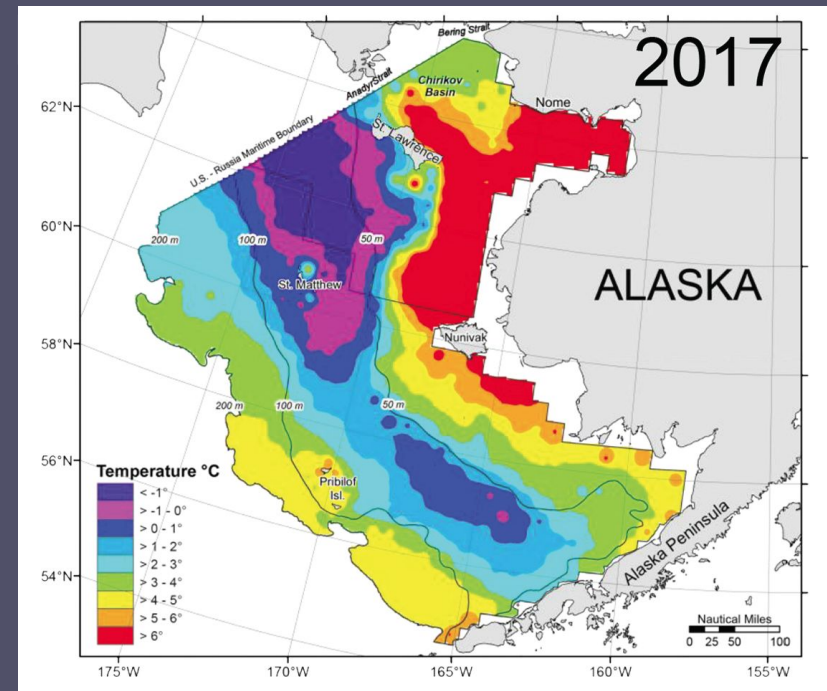 2017
Bering Strait
Anadyr Strait
Chirikov
Basin
Nome
62°N
St. Lawrence
U.S. - Russia Maritime Boundary
60°N
200 m
100 m
50 m
St. Matthew
ALASKA
58°N
Nunivak
200 m
100 m
50 m
56°N
Temperature °C
< -1°
> -1 - 0°
> 0 - 1°
> 1 - 2°
> 2 - 3°
> 3 - 4°
> 4 - 5°
> 5 - 6°
> 6°
Pribilof
Isl.
Alaska Peninsula
54°N
Nautical Miles
0 25 50 100
175°W 170°W 165°W 160°W 155°W